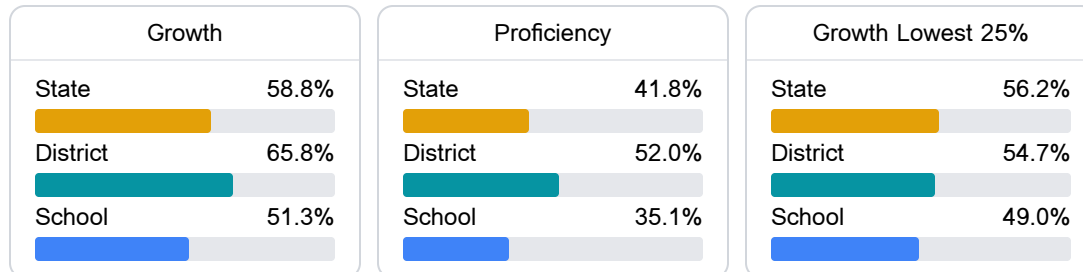 Growth
State 58.8%
District 65.8%
School 51.3%
Proficiency
State 41.8%
District 52.0%
School 35.1%
Growth Lowest 25%
State 56.2%
District 54.7%
School 49.0%